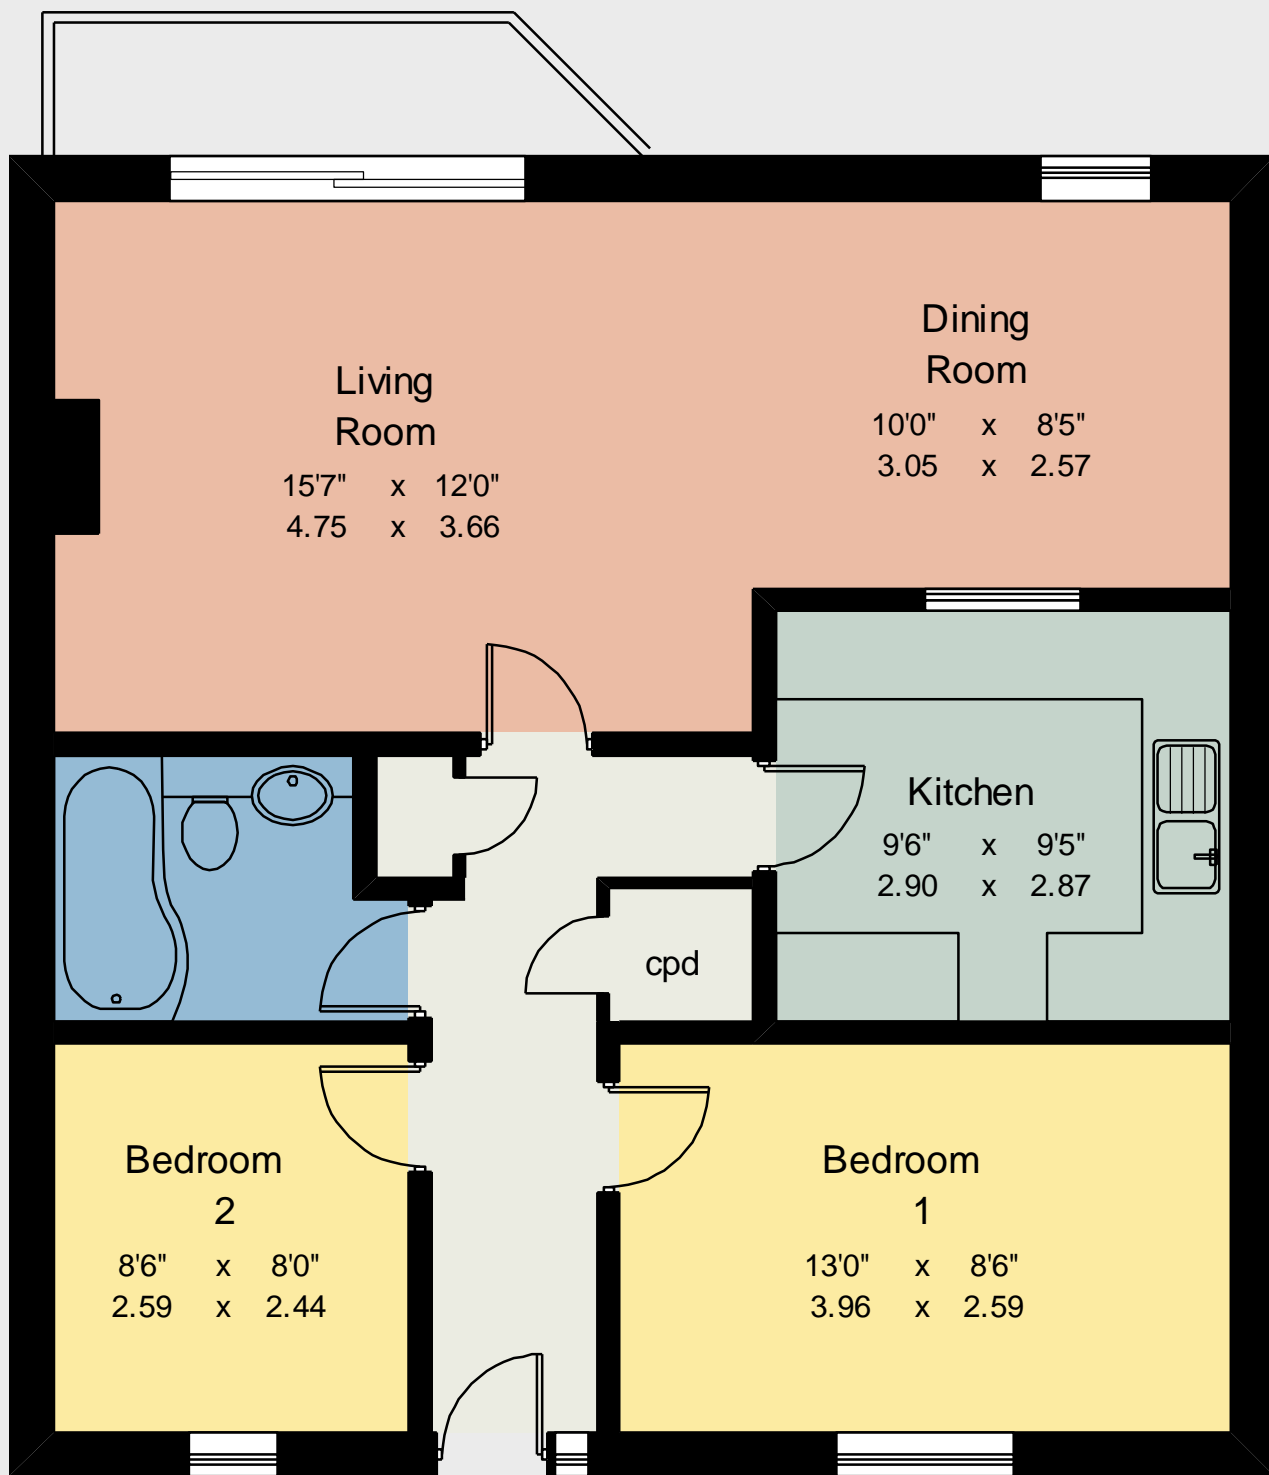 Living
Room
15'7" x 12'0"
4.75 x 3.66
Dining
Room
10'0" x 8'5"
3.05 x 2.57
Kitchen
9'6" x 9'5"
2.90 x 2.87
cpd
Bedroom
2
8'6" x 8'0"
2.59 x 2.44
Bedroom
1
13'0" x 8'6"
3.96 x 2.59